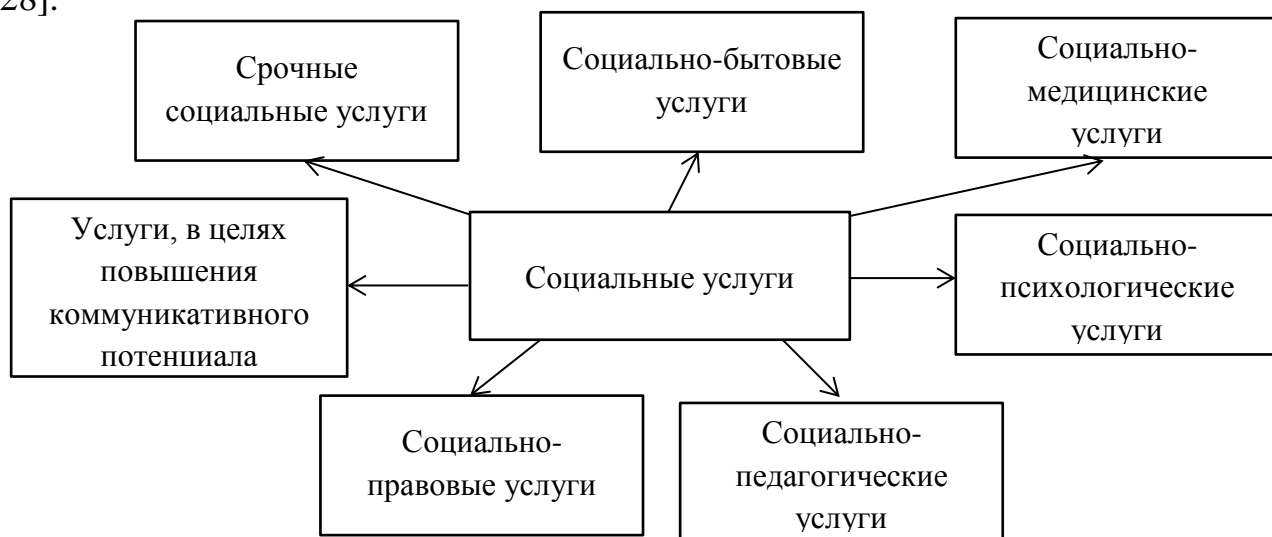 28].
Срочные
социальные услуги
Социально-бытовые
услуги
Социально-
медицинские
услуги
Услуги, в целях
повышения
коммуникативного
потенциала
Социальные услуги
Социально-
психологические
услуги
Социально-
правовые услуги
Социально-
педагогические
услуги